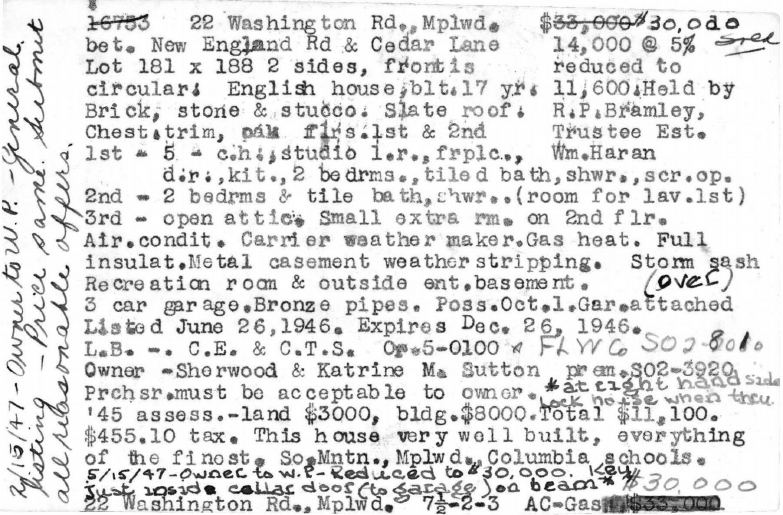 16753 22 Washington Rd., Mplwd. $33,000 $30,000
bet. New England Rd & Cedar Lane 14,000 @ 5% sold
Lot 181 x 188 2 sides, front is reduced to
circular. English house,blt.17 yr. 11,600.Held by
Brick, stone & stucco. Slate roof. R.P.Bramley,
Chest.trim, oak flrs.1st & 2nd Trustee Est.
1st - 5 - c.h.,studio l.r.,frplc., Wm.Haran
d.r.,kit.,2 bedrms.,tiled bath,shwr.,scr.op.
2nd - 2 bedrms & tile bath,shwr..(room for lav.1st)
3rd - open attic. Small extra rm. on 2nd flr.
Air.condit. Carrier weather maker.Gas heat. Full
insulat.Metal casement weatherstripping. Storm sash
Recreation room & outside ent.basement. (over)
3 car garage.Bronze pipes. Poss.Oct.1.Gar.attached
Listed June 26,1946. Expires Dec. 26, 1946.
L.B. -. C.E. & C.T.S. Or.5-0100 FLW Co SO2-8010
Owner -Sherwood & Katrine M. Sutton prem.SO2-3920
Prchsr.must be acceptable to owner. * at right hand side
lock house when thru
'45 assess.-land $3000, bldg.$8000.Total $11,100.
$455.10 tax. This house very well built, everything
of the finest. So.Mntn.,Mplwd.,Columbia schools.
5/15/47-Owner to W.P.-Reduced to $30,000. Key
just inside cellar door (to garage) on beam * $30,000
22 Washington Rd., Mplwd. 7½-2-3 AC-Gas $33,000
2/15/47-Owner to W.P.-General
listing - Price same. Submit
all reasonable offers.